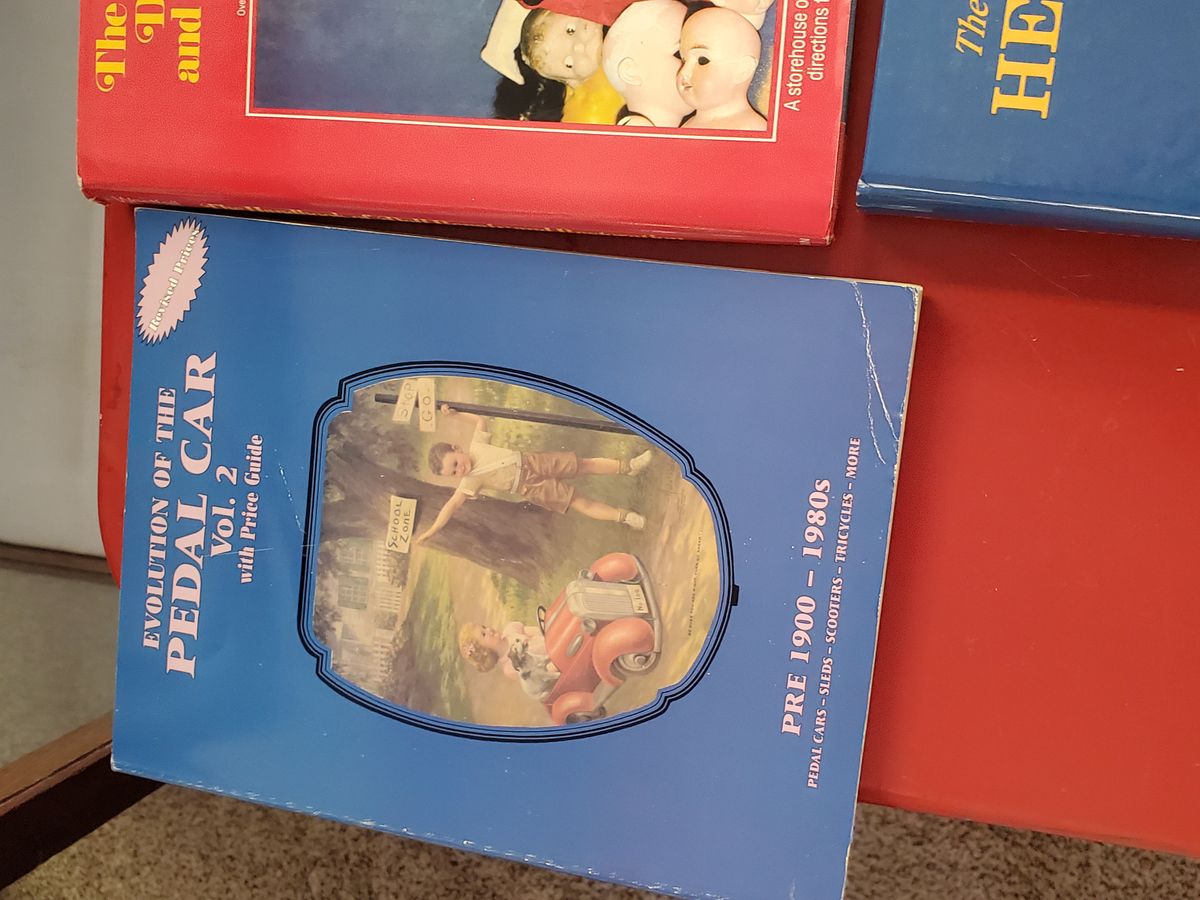 Revised Prices
EVOLUTION OF THE
PEDAL CAR
Vol. 2
with Price Guide
STOP
GO
SCHOOL
ZONE
PRE 1900 – 1980s
PEDAL CARS – SLEDS – SCOOTERS – TRICYCLES – MORE
The
D
and
Ove
A storehouse o
directions t
The
HE